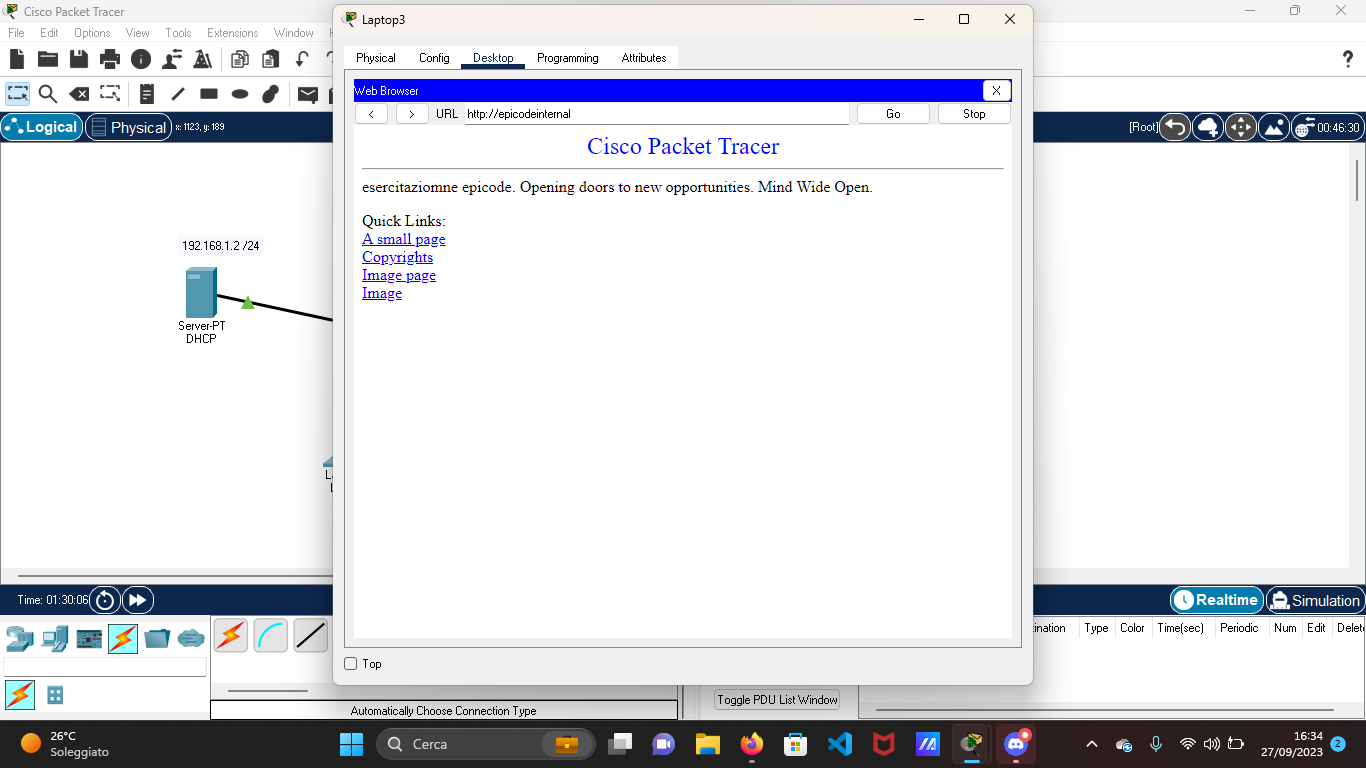 Cisco Packet Tracer
File Edit Options View Tools Extensions Window
Logical
Physical
x: 1123, y: 189
[Root]
00:46:30
192.168.1.2 /24
Server-PT
DHCP
Laptop3
Physical Config Desktop Programming Attributes
Web Browser
X
< > URL http://epicodeinternal Go Stop
Cisco Packet Tracer
esercitaziomne epicode. Opening doors to new opportunities. Mind Wide Open.
Quick Links:
A small page
Copyrights
Image page
Image
Top
Time: 01:30:06
Realtime
Simulation
Type Color Time(sec) Periodic Num Edit
Automatically Choose Connection Type
Toggle PDU List Window
26°C
Soleggiato
Cerca
16:34
27/09/2023
2